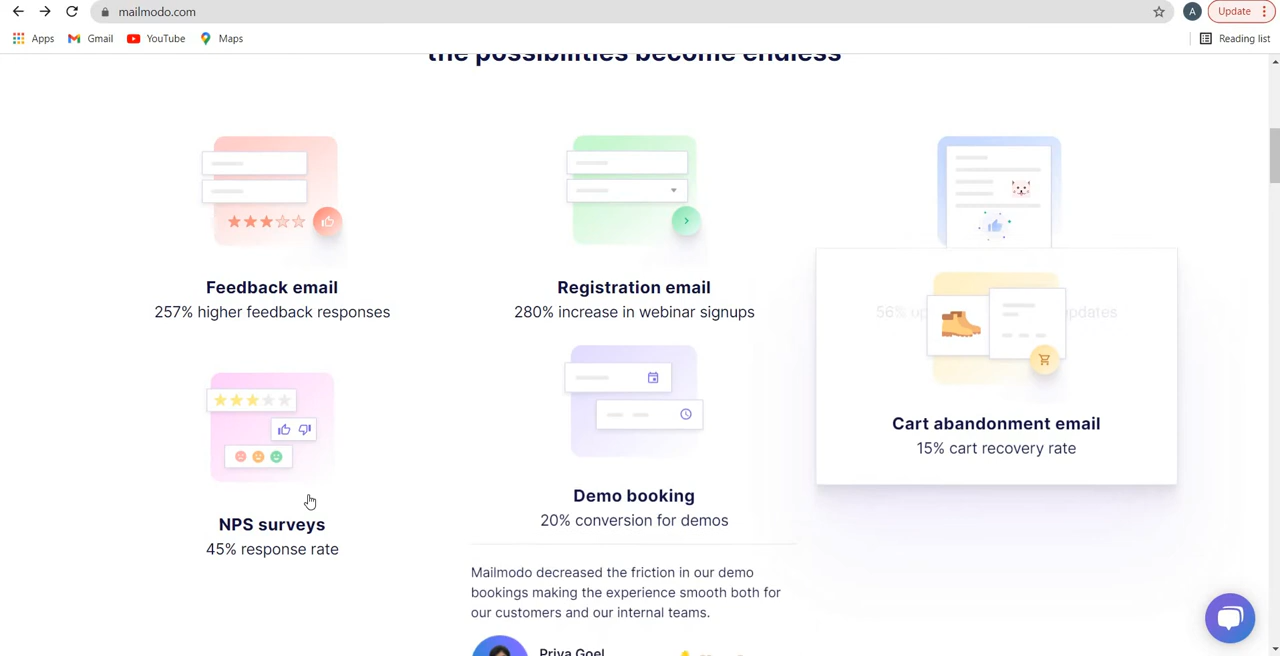 mailmodo.com
A
Update
Apps
Gmail
YouTube
Maps
Reading list
the possibilities become endless
Feedback email
257% higher feedback responses
Registration email
280% increase in webinar signups
56% up
updates
Cart abandonment email
15% cart recovery rate
NPS surveys
45% response rate
Demo booking
20% conversion for demos
Mailmodo decreased the friction in our demo
bookings making the experience smooth both for
our customers and our internal teams.
Priya Goel